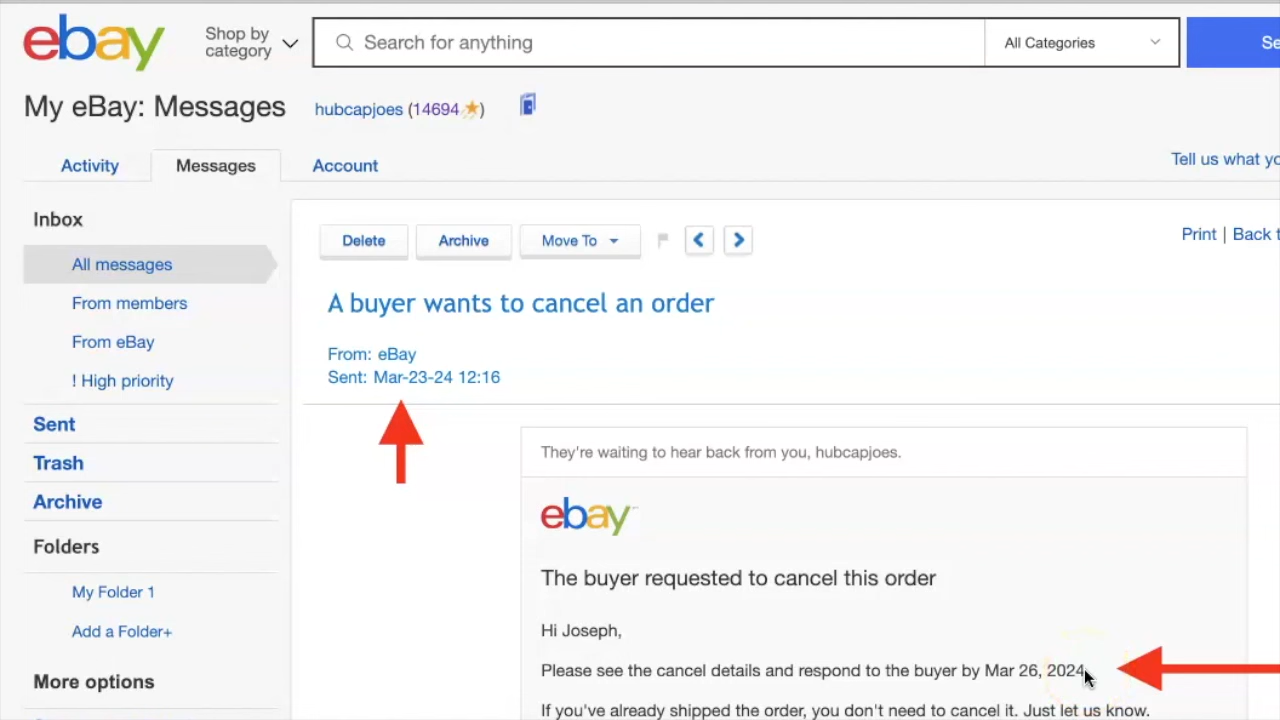 ebay
Shop by
category
Search for anything
All Categories
My eBay: Messages
hubcapjoes (14694)
Activity
Messages
Account
Tell us what
Inbox
All messages
From members
From eBay
! High priority
Sent
Trash
Archive
Folders
My Folder 1
Add a Folder+
More options
Delete
Archive
Move To
Print | Back
A buyer wants to cancel an order
From: eBay
Sent: Mar-23-24 12:16
They're waiting to hear back from you, hubcapjoes.
ebay
The buyer requested to cancel this order
Hi Joseph,
Please see the cancel details and respond to the buyer by Mar 26, 2024.
If you've already shipped the order, you don't need to cancel it. Just let us know.